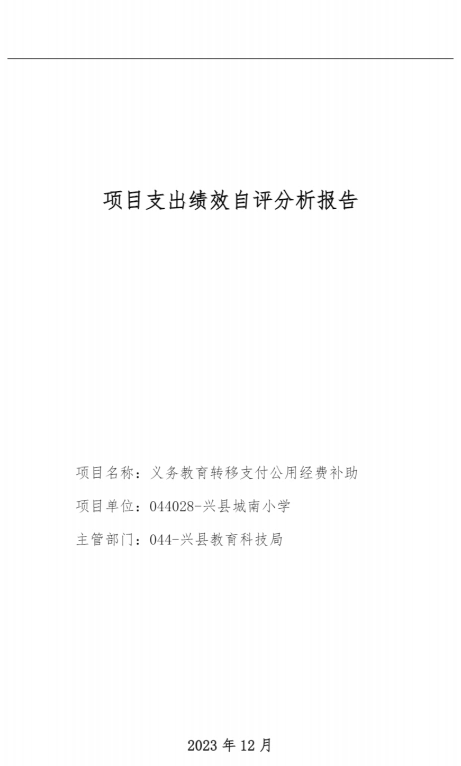 项目支出绩效自评分析报告
项目名称：义务教育转移支付公用经费补助
项目单位：044028-兴县城南小学
主管部门：044-兴县教育科技局
2023 年 12 月